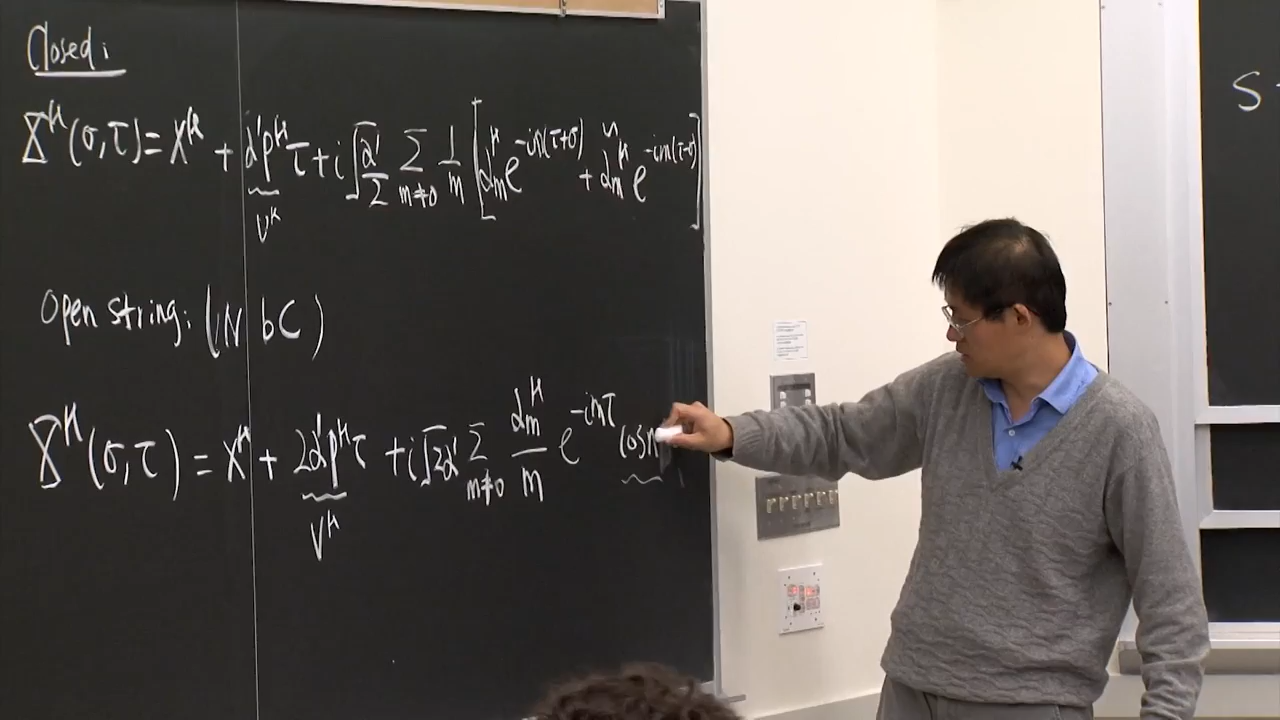 Closed:
X^μ(σ,τ) = x^μ + α'p^μ τ + i √(α'/2) Σ_{m≠0} 1/m [ α_m^μ e^{-im(τ+σ)} + α̃_m^μ e^{-im(τ-σ)} ]
v^μ
Open string: (N bC)
X^μ(σ,τ) = x^μ + 2α'p^μ τ + i√2α' Σ_{m≠0} α_m^μ/m e^{-imτ} cos
v^μ
S